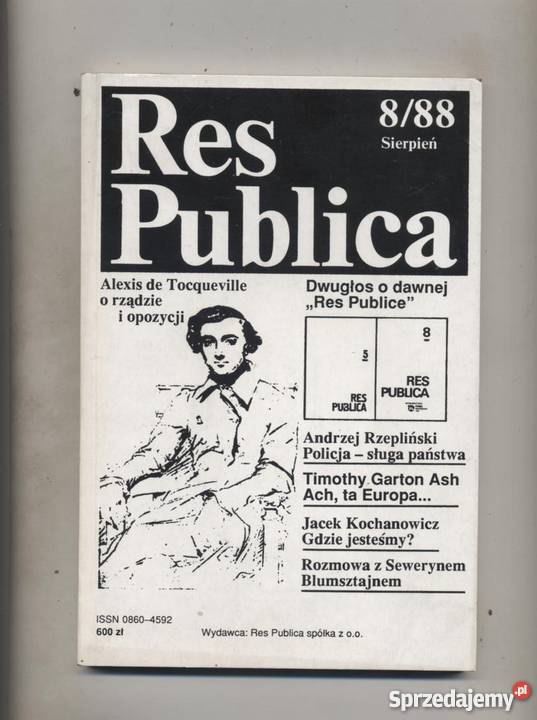 Res
Publica
8/88
Sierpień
Alexis de Tocqueville
o rządzie
i opozycji
Dwugłos o dawnej
„Res Publice”
5
RES
PUBLICA
8
RES
PUBLICA
Andrzej Rzepliński
Policja – sługa państwa
Timothy Garton Ash
Ach, ta Europa...
Jacek Kochanowicz
Gdzie jesteśmy?
Rozmowa z Sewerynem
Blumsztajnem
ISSN 0860–4592
600 zł
Wydawca: Res Publica spółka z o.o.
Sprzedajemy.pl